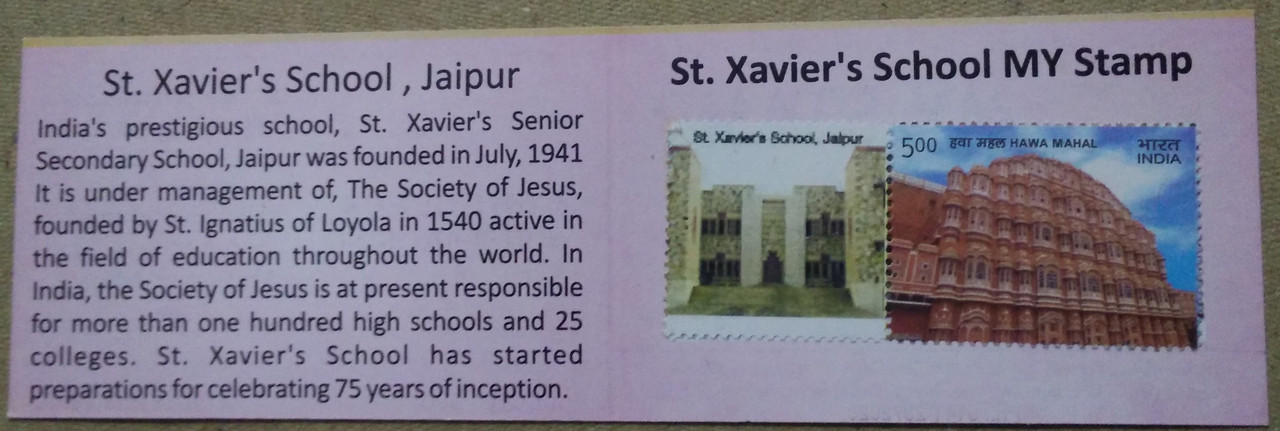 St. Xavier's School , Jaipur
India's prestigious school, St. Xavier's Senior
Secondary School, Jaipur was founded in July, 1941
It is under management of, The Society of Jesus,
founded by St. Ignatius of Loyola in 1540 active in
the field of education throughout the world. In
India, the Society of Jesus is at present responsible
for more than one hundred high schools and 25
colleges. St. Xavier's School has started
preparations for celebrating 75 years of inception.
St. Xavier's School MY Stamp
St. Xavier's School, Jaipur
5.00 हवा महल HAWA MAHAL भारत
INDIA